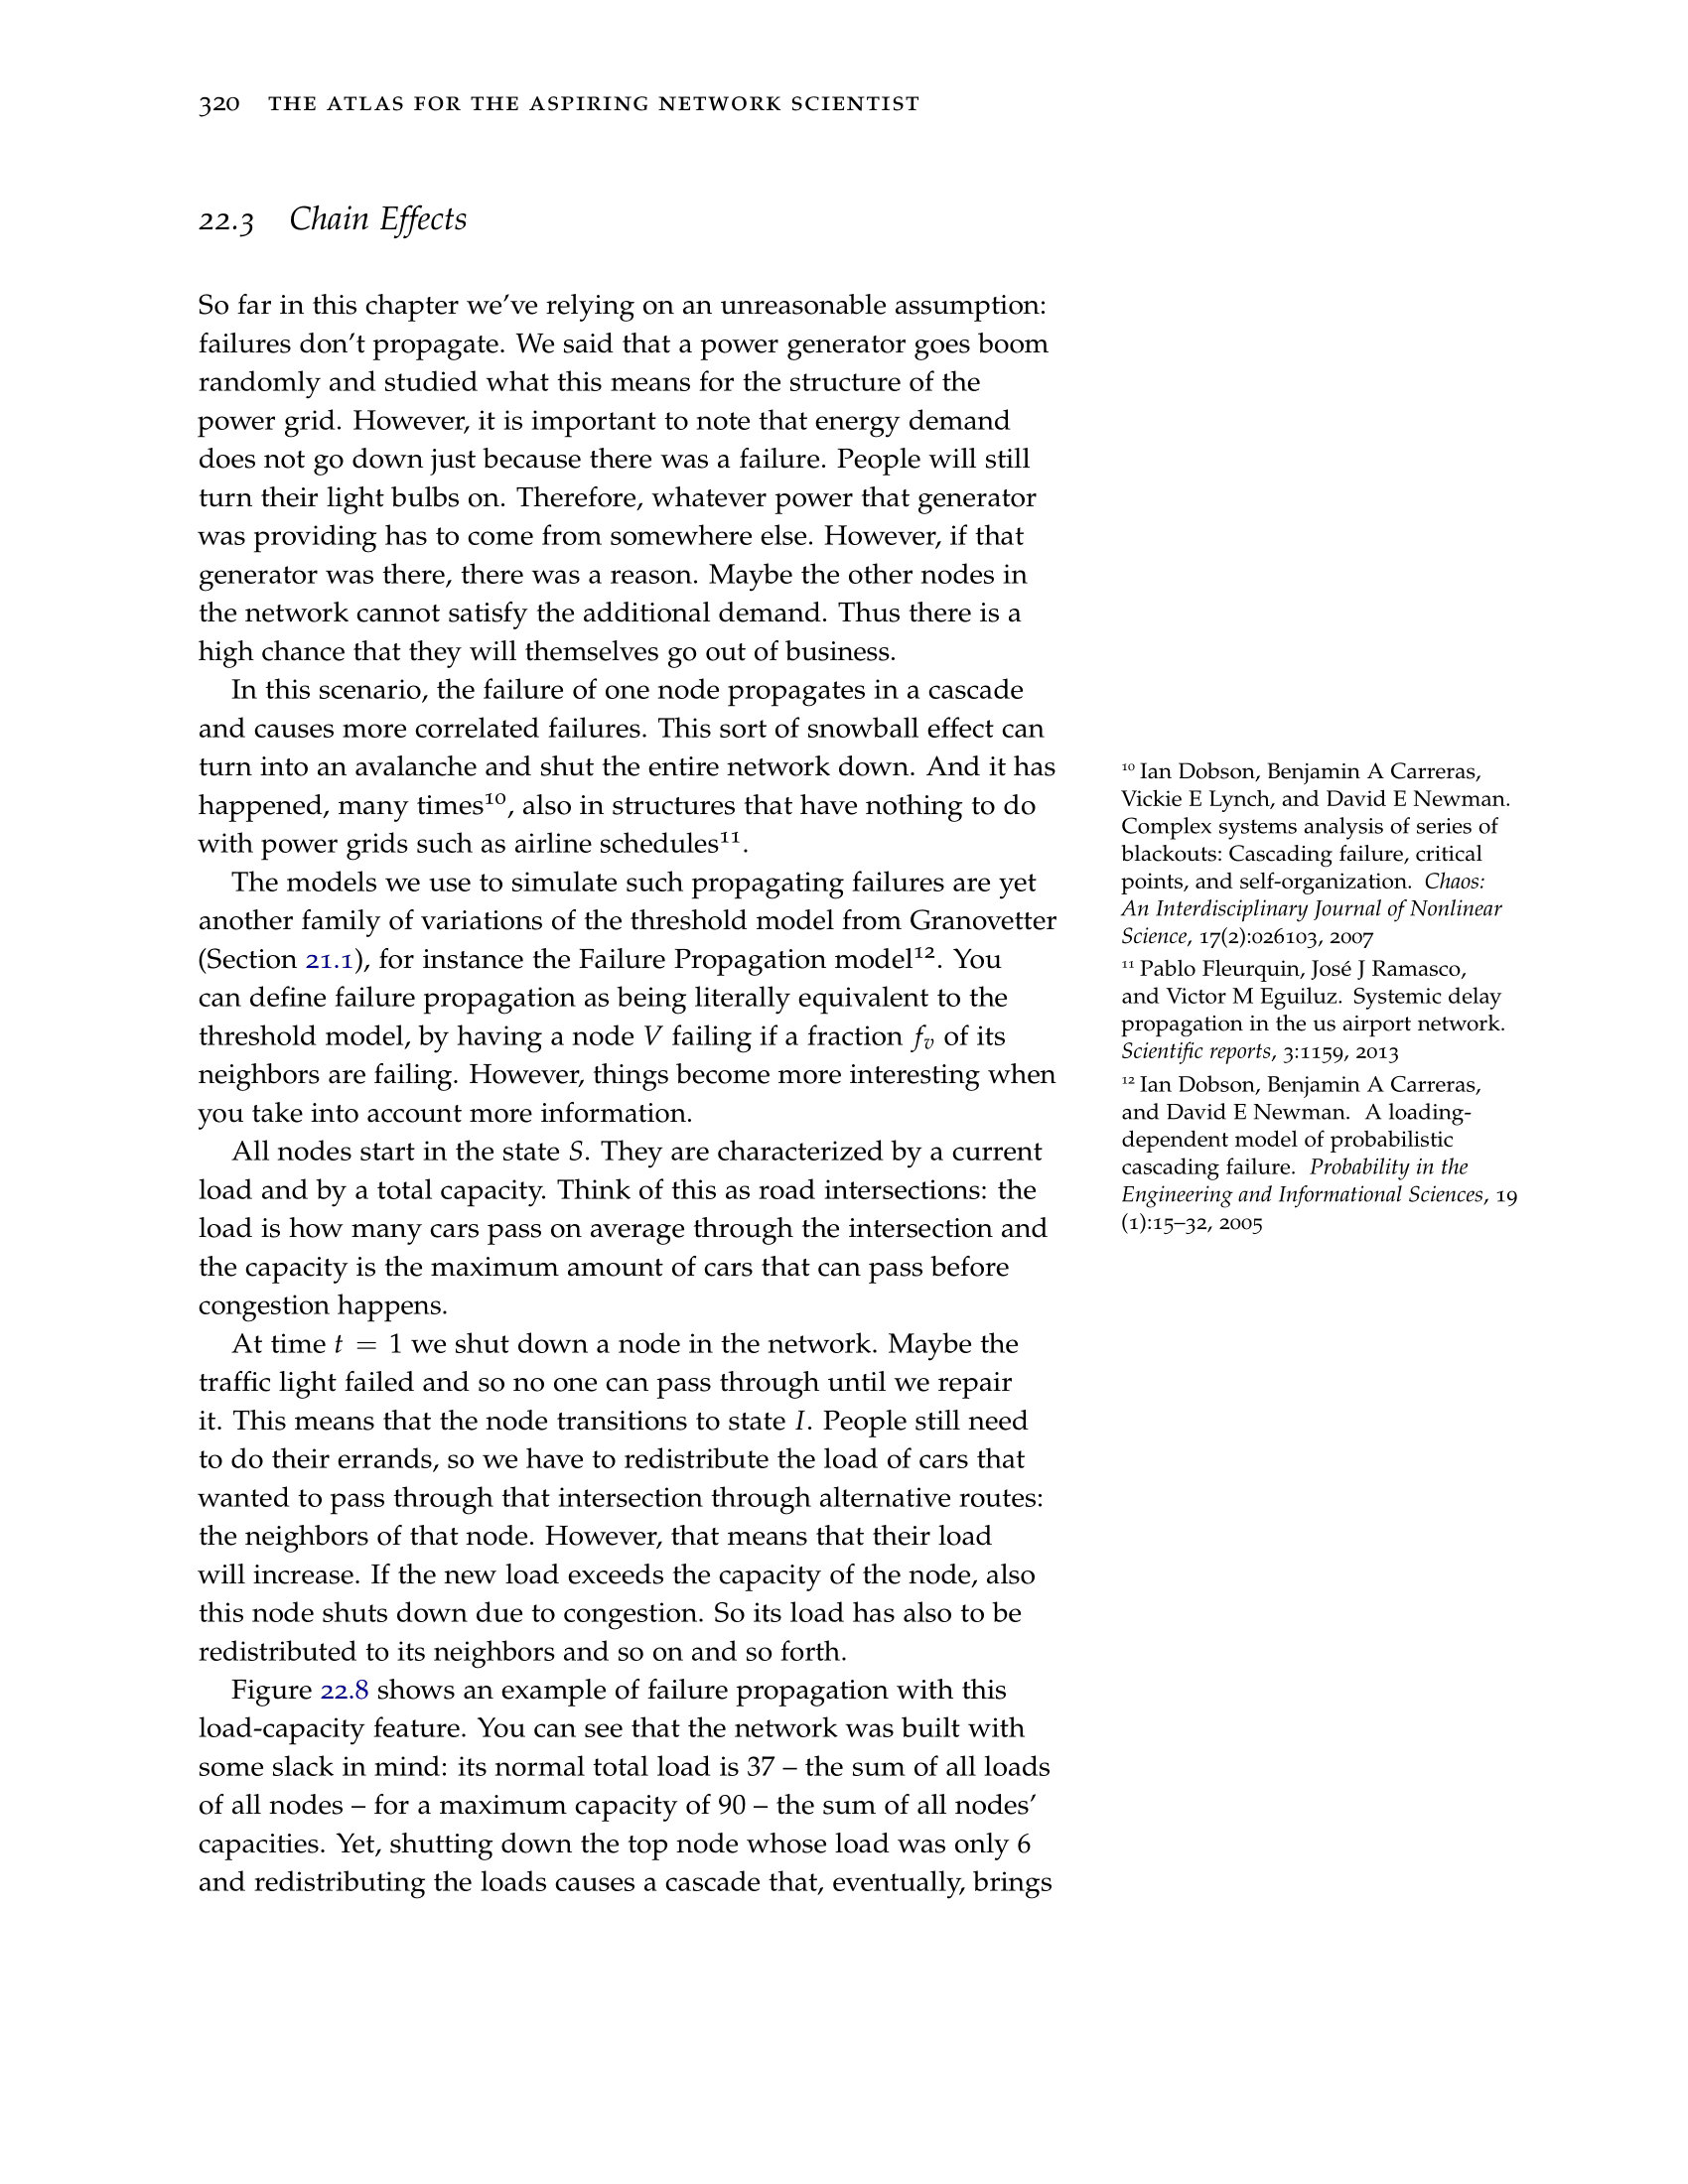 320 THE ATLAS FOR THE ASPIRING NETWORK SCIENTIST
22.3 Chain Effects
So far in this chapter we've relying on an unreasonable assumption:
failures don't propagate. We said that a power generator goes boom
randomly and studied what this means for the structure of the
power grid. However, it is important to note that energy demand
does not go down just because there was a failure. People will still
turn their light bulbs on. Therefore, whatever power that generator
was providing has to come from somewhere else. However, if that
generator was there, there was a reason. Maybe the other nodes in
the network cannot satisfy the additional demand. Thus there is a
high chance that they will themselves go out of business.
In this scenario, the failure of one node propagates in a cascade
and causes more correlated failures. This sort of snowball effect can
turn into an avalanche and shut the entire network down. And it has
happened, many times¹⁰, also in structures that have nothing to do
with power grids such as airline schedules¹¹.
The models we use to simulate such propagating failures are yet
another family of variations of the threshold model from Granovetter
(Section 21.1), for instance the Failure Propagation model¹². You
can define failure propagation as being literally equivalent to the
threshold model, by having a node V failing if a fraction fᵥ of its
neighbors are failing. However, things become more interesting when
you take into account more information.
All nodes start in the state S. They are characterized by a current
load and by a total capacity. Think of this as road intersections: the
load is how many cars pass on average through the intersection and
the capacity is the maximum amount of cars that can pass before
congestion happens.
At time t = 1 we shut down a node in the network. Maybe the
traffic light failed and so no one can pass through until we repair
it. This means that the node transitions to state I. People still need
to do their errands, so we have to redistribute the load of cars that
wanted to pass through that intersection through alternative routes:
the neighbors of that node. However, that means that their load
will increase. If the new load exceeds the capacity of the node, also
this node shuts down due to congestion. So its load has also to be
redistributed to its neighbors and so on and so forth.
Figure 22.8 shows an example of failure propagation with this
load-capacity feature. You can see that the network was built with
some slack in mind: its normal total load is 37 – the sum of all loads
of all nodes – for a maximum capacity of 90 – the sum of all nodes'
capacities. Yet, shutting down the top node whose load was only 6
and redistributing the loads causes a cascade that, eventually, brings
¹⁰ Ian Dobson, Benjamin A Carreras,
Vickie E Lynch, and David E Newman.
Complex systems analysis of series of
blackouts: Cascading failure, critical
points, and self-organization. Chaos:
An Interdisciplinary Journal of Nonlinear
Science, 17(2):026103, 2007
¹¹ Pablo Fleurquin, José J Ramasco,
and Victor M Eguiluz. Systemic delay
propagation in the us airport network.
Scientific reports, 3:1159, 2013
¹² Ian Dobson, Benjamin A Carreras,
and David E Newman. A loading-
dependent model of probabilistic
cascading failure. Probability in the
Engineering and Informational Sciences, 19
(1):15–32, 2005